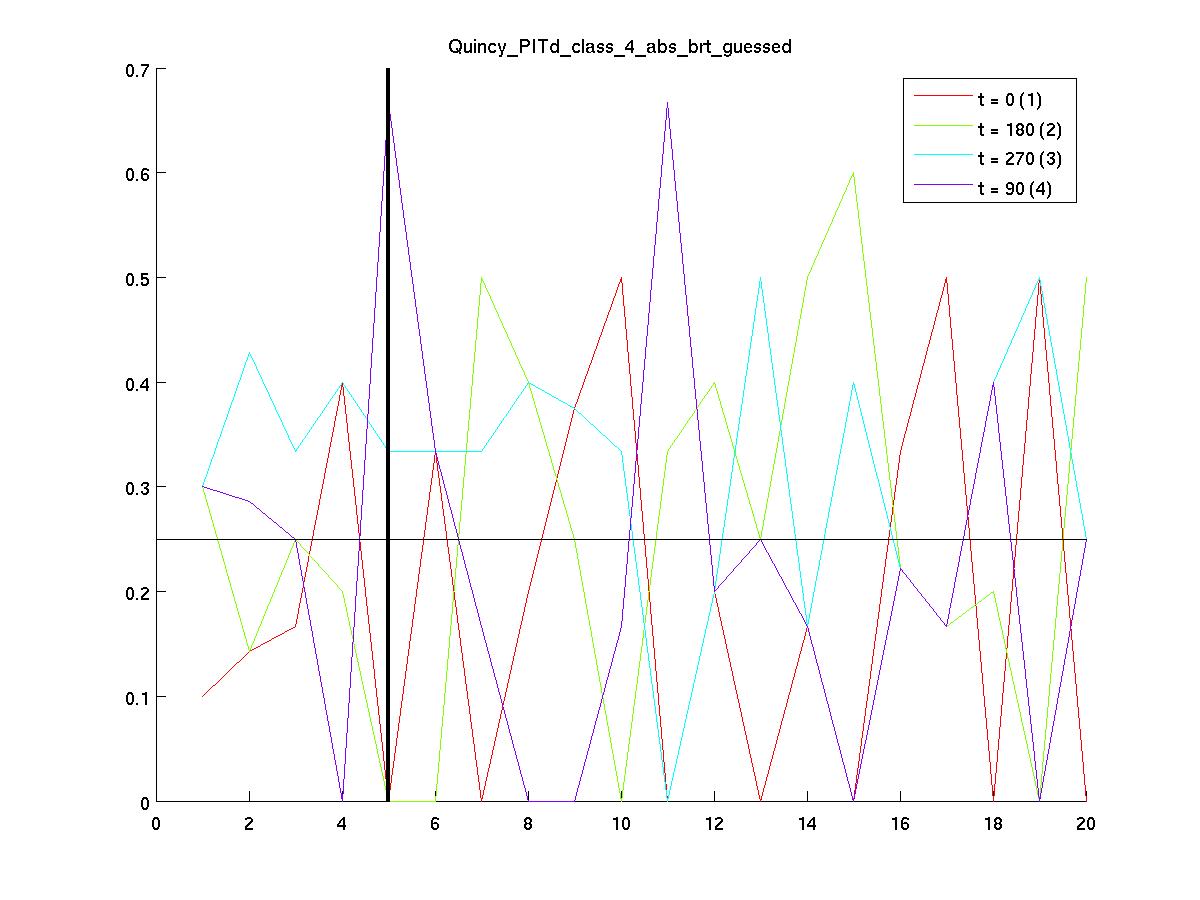 Quincy_PITd_class_4_abs_brt_guessed
0.7
0.6
0.5
0.4
0.3
0.2
0.1
0
t = 0 (1)
t = 180 (2)
t = 270 (3)
t = 90 (4)
0 2 4 6 8 10 12 14 16 18 20